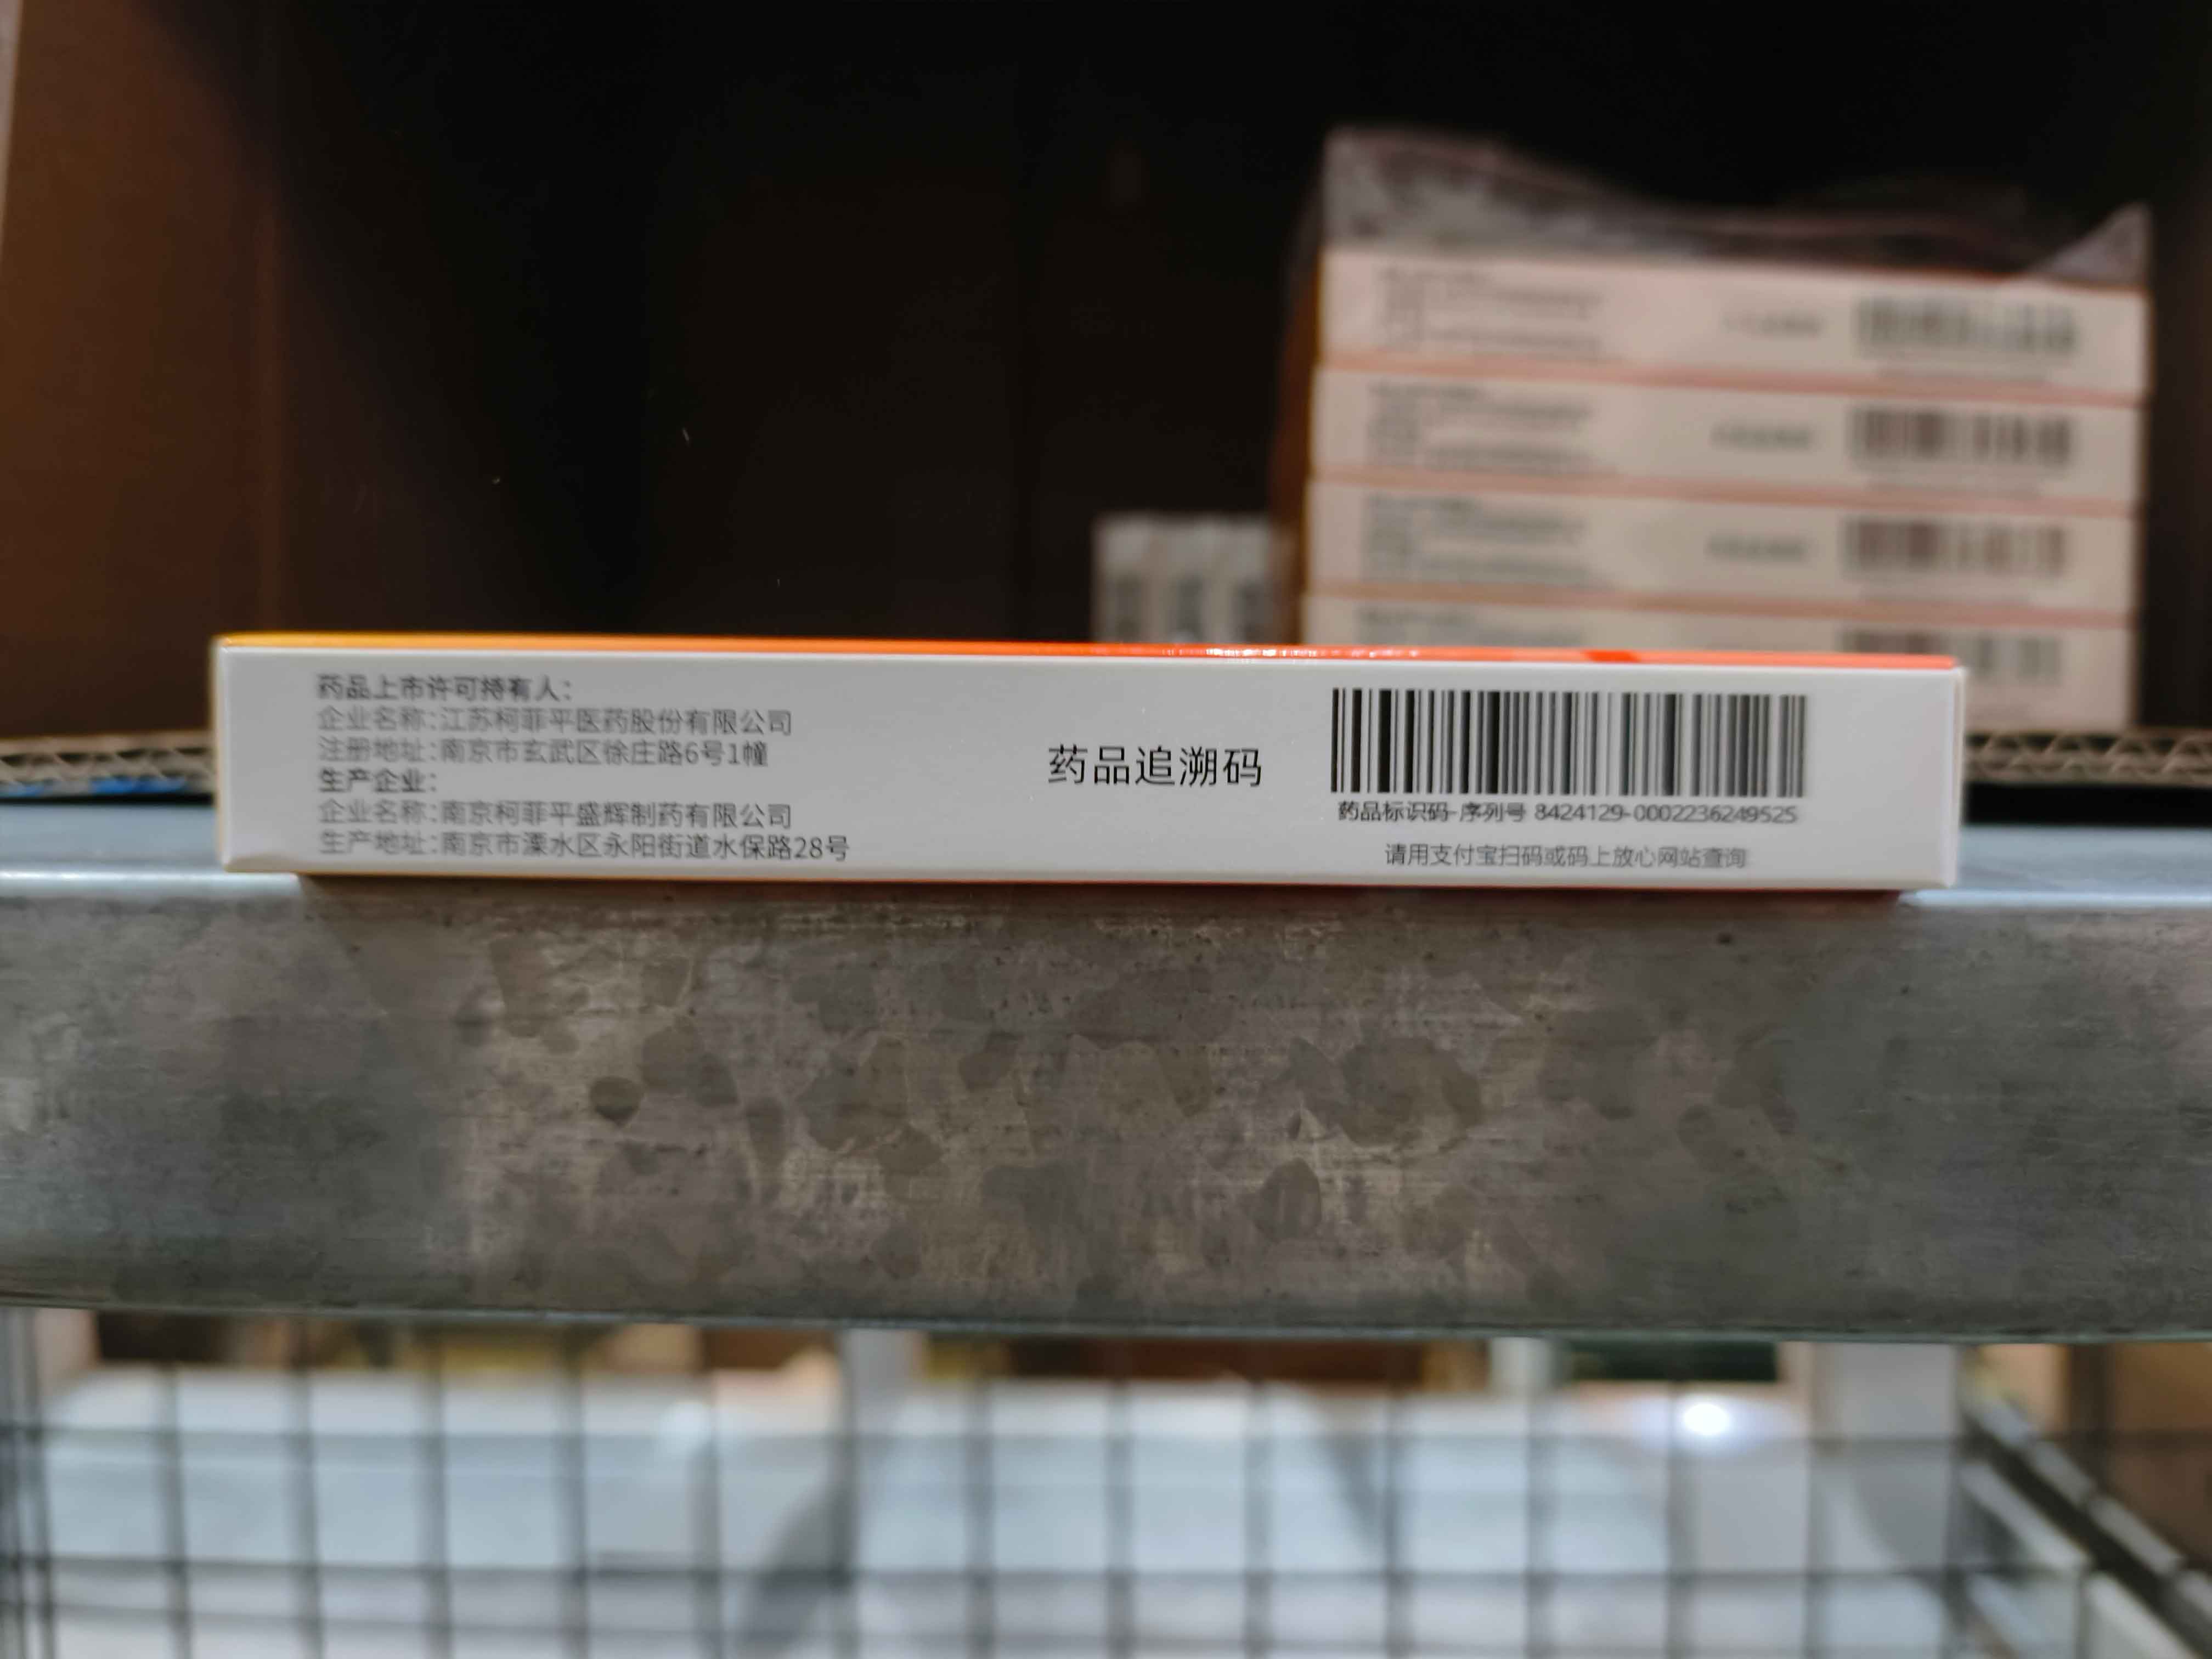 药品上市许可持有人：
企业名称：江苏柯菲平医药股份有限公司
注册地址：南京市玄武区徐庄路6号1幢
生产企业：
企业名称：南京柯菲平盛辉制药有限公司
生产地址：南京市溧水区永阳街道水保路28号
药品追溯码
药品标识码-序列号 8424129-0002236249525
请用支付宝扫码或码上放心网站查询